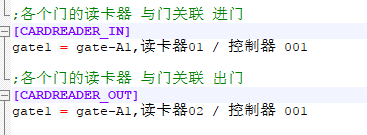 ;各个门的读卡器 与门关联 进门
[CARDREADER_IN]
gate1 = gate-A1,读卡器01 / 控制器 001
;各个门的读卡器 与门关联 出门
[CARDREADER_OUT]
gate1 = gate-A1,读卡器02 / 控制器 001